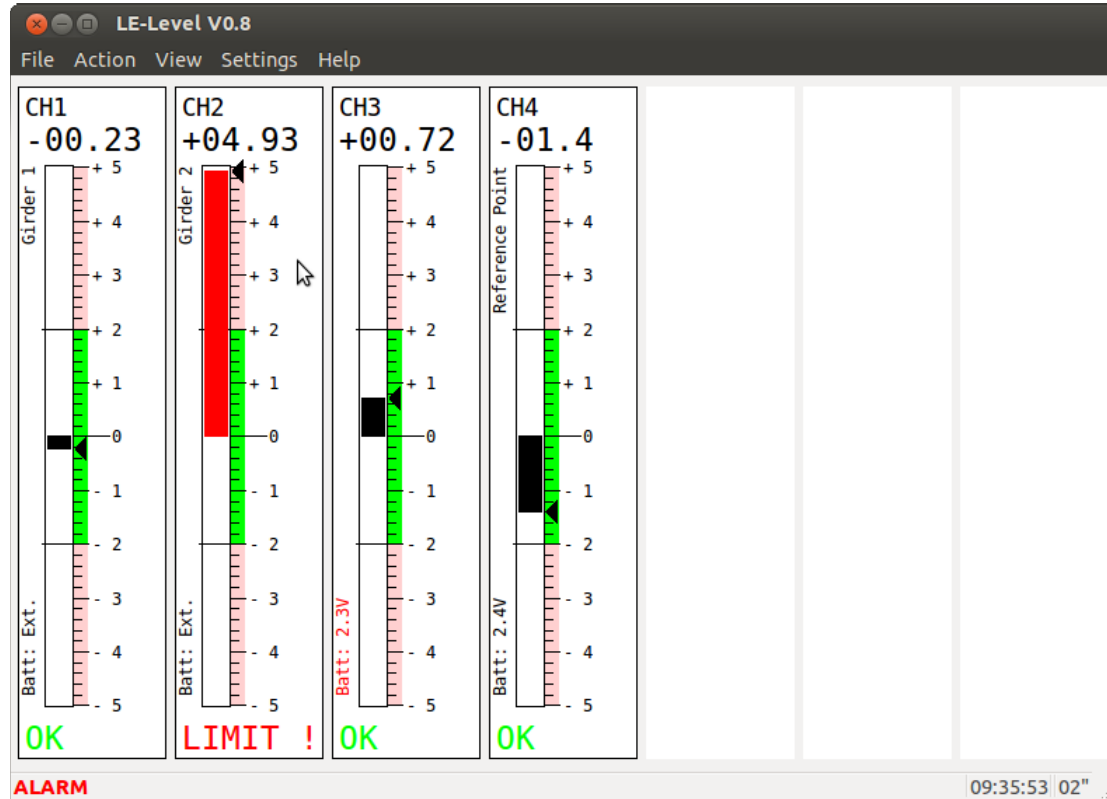 LE-Level V0.8
File Action View Settings Help
CH1
-00.23
Girder 1
+ 5
+ 4
+ 3
+ 2
+ 1
0
- 1
- 2
- 3
- 4
- 5
Batt: Ext.
OK
CH2
+04.93
Girder 2
+ 5
+ 4
+ 3
+ 2
+ 1
0
- 1
- 2
- 3
- 4
- 5
Batt: Ext.
LIMIT !
CH3
+00.72
+ 5
+ 4
+ 3
+ 2
+ 1
0
- 1
- 2
- 3
- 4
- 5
Batt: 2.3V
OK
CH4
-01.4
Reference Point
+ 5
+ 4
+ 3
+ 2
+ 1
0
- 1
- 2
- 3
- 4
- 5
Batt: 2.4V
OK
ALARM
09:35:53 02"